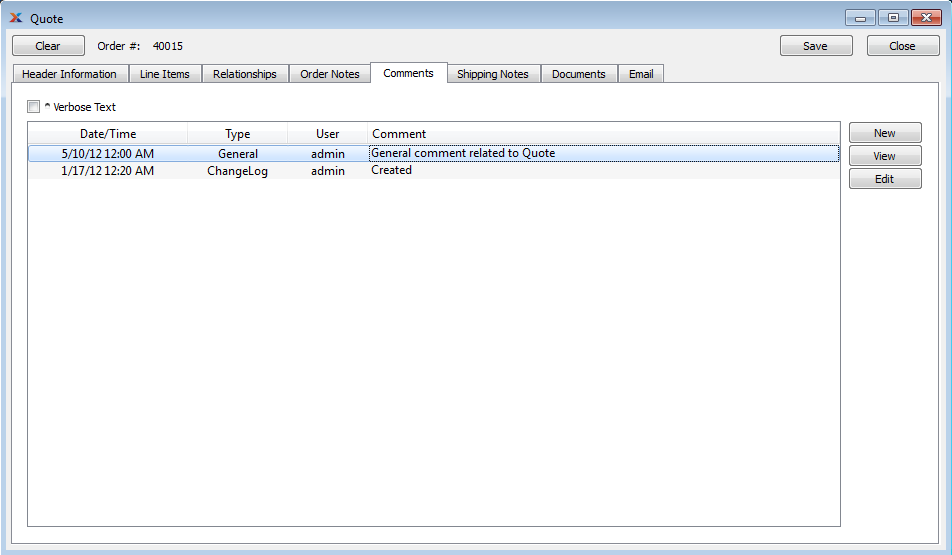 Quote
Clear Order #: 40015 Save Close
Header Information Line Items Relationships Order Notes Comments Shipping Notes Documents Email
^ Verbose Text
Date/Time Type User Comment New
5/10/12 12:00 AM General admin General comment related to Quote View
1/17/12 12:20 AM ChangeLog admin Created Edit